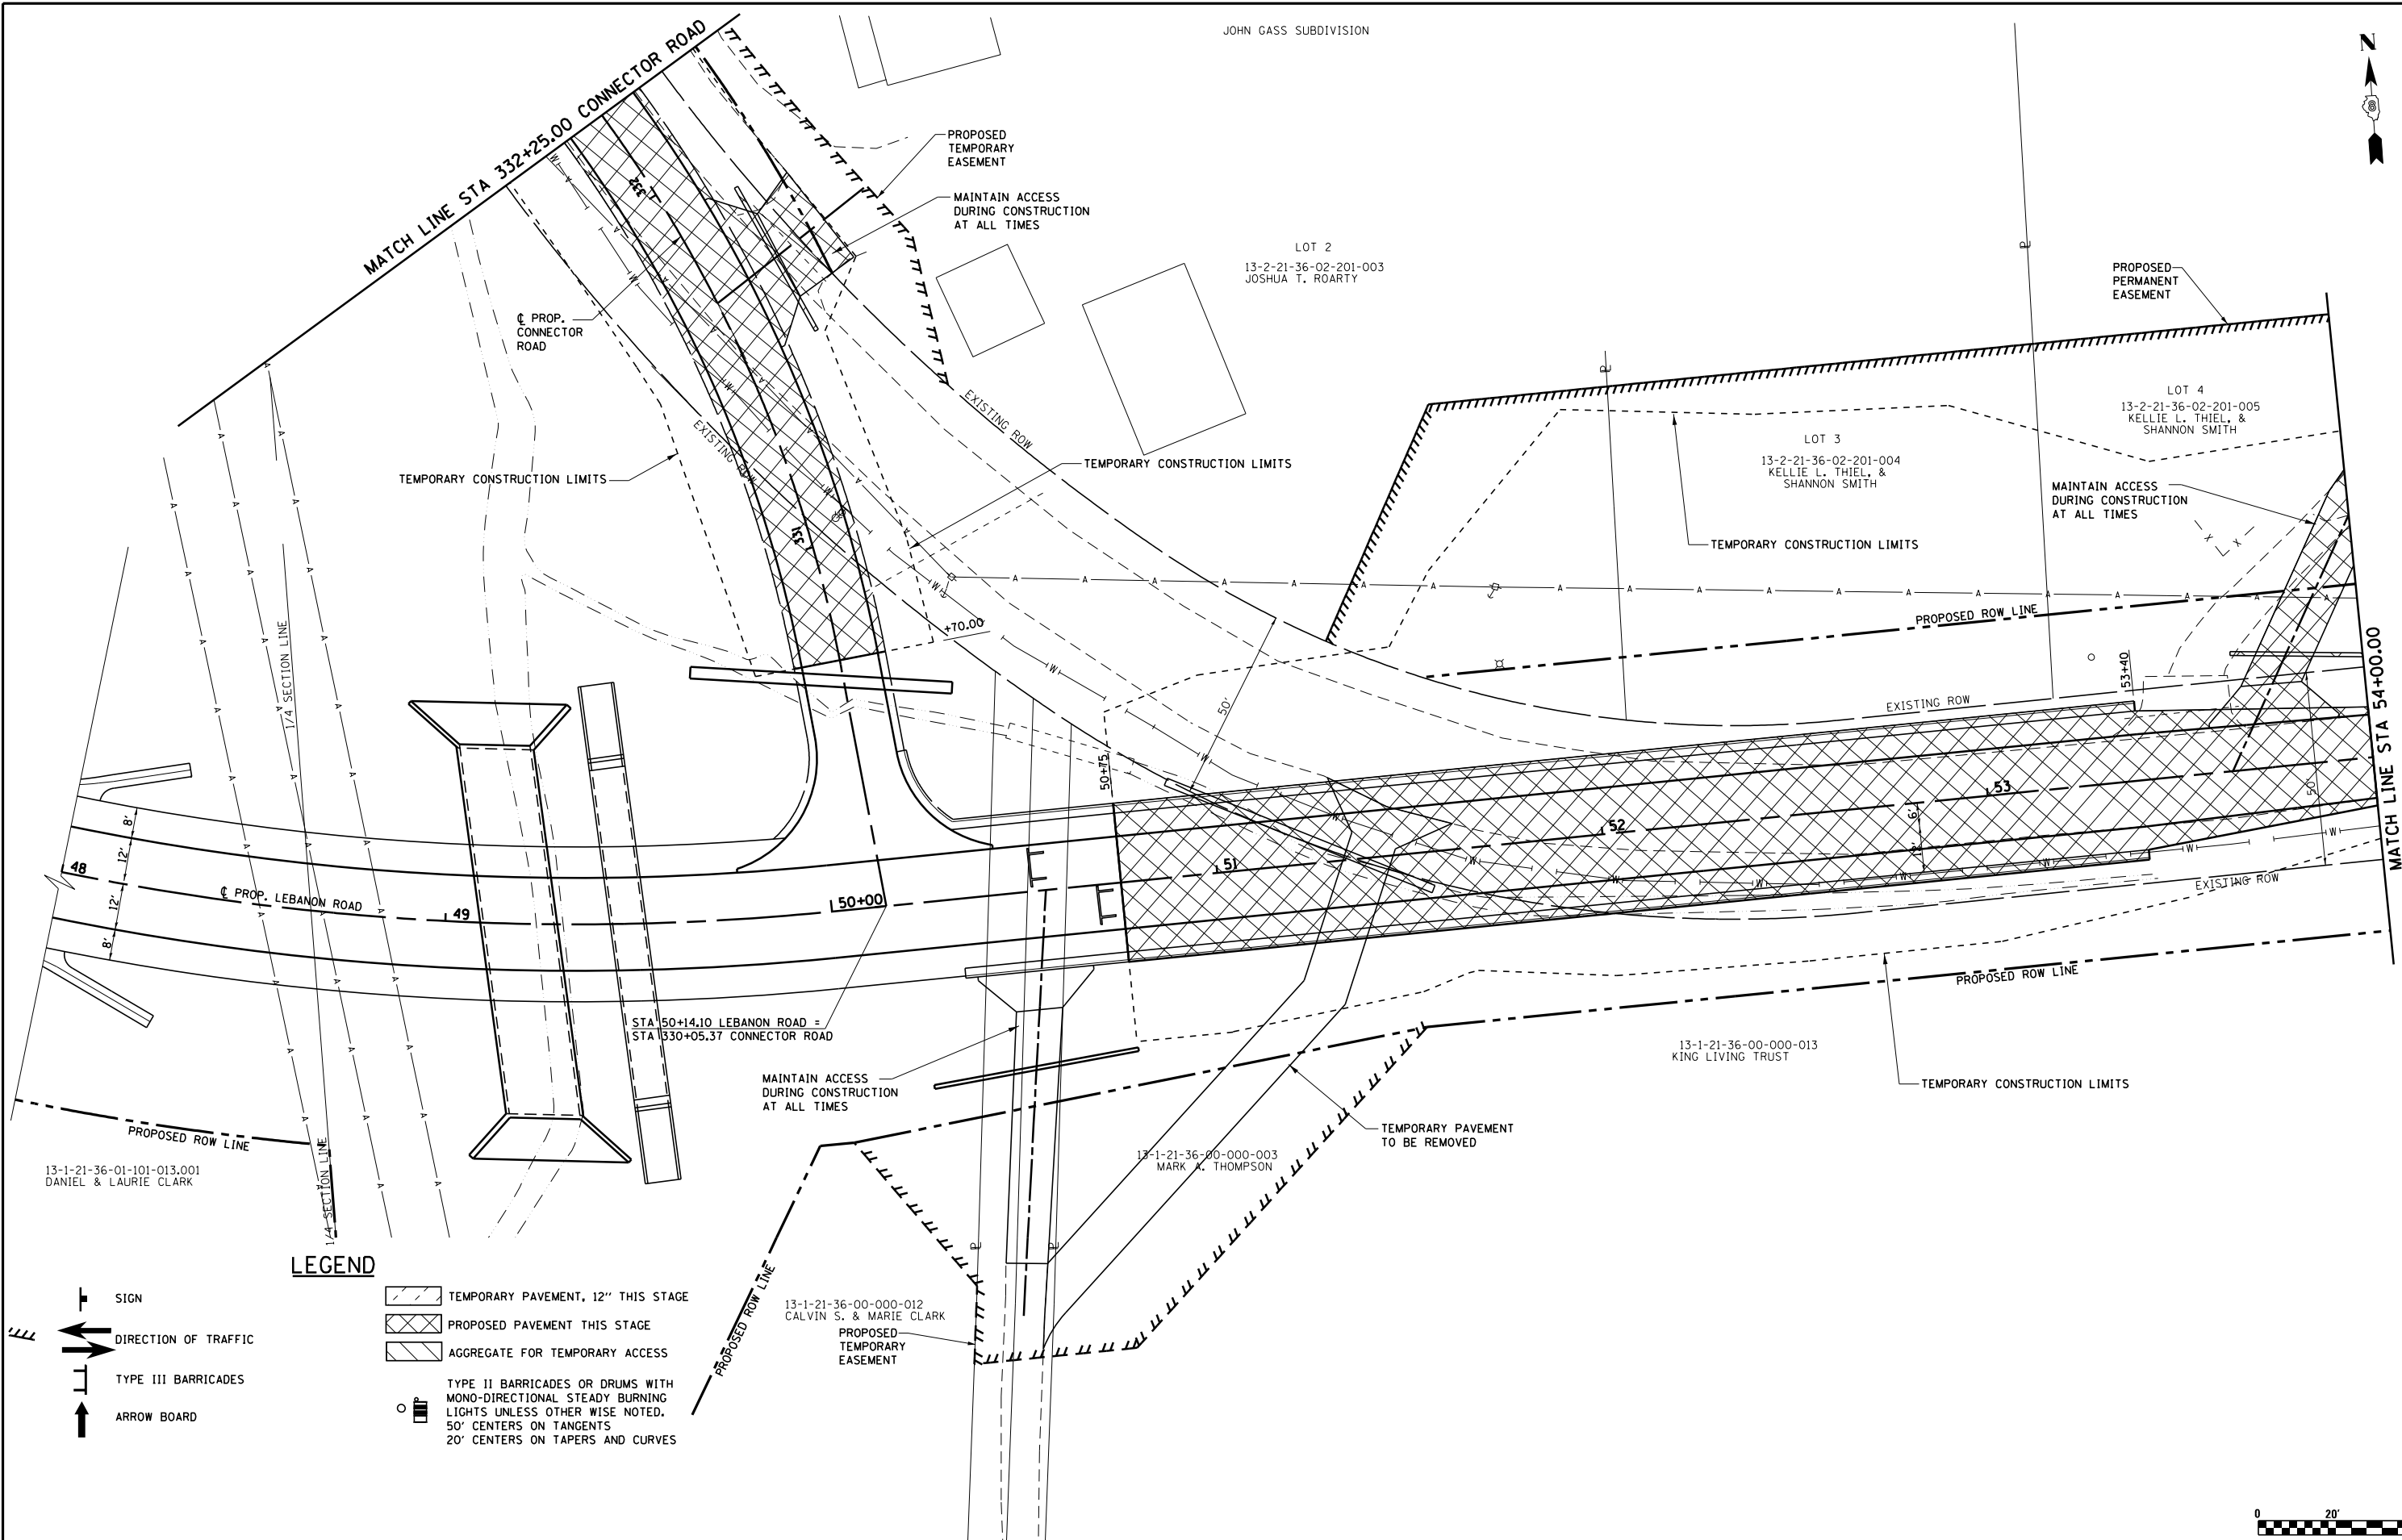 JOHN GASS SUBDIVISION
N
MATCH LINE STA 332+25.00 CONNECTOR ROAD
PROPOSED
TEMPORARY
EASEMENT
MAINTAIN ACCESS
DURING CONSTRUCTION
AT ALL TIMES
332
LOT 2
13-2-21-36-02-201-003
JOSHUA T. ROARTY
PROPOSED
PERMANENT
EASEMENT
℄ PROP.
CONNECTOR
ROAD
EXISTING ROW
EXISTING ROW
LOT 4
13-2-21-36-02-201-005
KELLIE L. THIEL, &
SHANNON SMITH
LOT 3
13-2-21-36-02-201-004
KELLIE L. THIEL, &
SHANNON SMITH
TEMPORARY CONSTRUCTION LIMITS
TEMPORARY CONSTRUCTION LIMITS
MAINTAIN ACCESS
DURING CONSTRUCTION
AT ALL TIMES
331
TEMPORARY CONSTRUCTION LIMITS
PROPOSED ROW LINE
+70.00
1/4 SECTION LINE
53+40
50'
EXISTING ROW
MATCH LINE STA 54+00.00
50+75
8'
12'
12'
8'
48
℄ PROP. LEBANON ROAD
49
50+00
51
52
53
50'
EXISTING ROW
PROPOSED ROW LINE
STA 50+14.10 LEBANON ROAD =
STA 330+05.37 CONNECTOR ROAD
13-1-21-36-00-000-013
KING LIVING TRUST
TEMPORARY CONSTRUCTION LIMITS
MAINTAIN ACCESS
DURING CONSTRUCTION
AT ALL TIMES
TEMPORARY PAVEMENT
TO BE REMOVED
PROPOSED ROW LINE
13-1-21-36-01-101-013.001
DANIEL & LAURIE CLARK
1/4 SECTION LINE
13-1-21-36-00-000-003
MARK A. THOMPSON
PROPOSED ROW LINE
13-1-21-36-00-000-012
CALVIN S. & MARIE CLARK
PROPOSED
TEMPORARY
EASEMENT
LEGEND
SIGN
DIRECTION OF TRAFFIC
TYPE III BARRICADES
ARROW BOARD
TEMPORARY PAVEMENT, 12" THIS STAGE
PROPOSED PAVEMENT THIS STAGE
AGGREGATE FOR TEMPORARY ACCESS
TYPE II BARRICADES OR DRUMS WITH
MONO-DIRECTIONAL STEADY BURNING
LIGHTS UNLESS OTHER WISE NOTED.
50' CENTERS ON TANGENTS
20' CENTERS ON TAPERS AND CURVES
0 20'